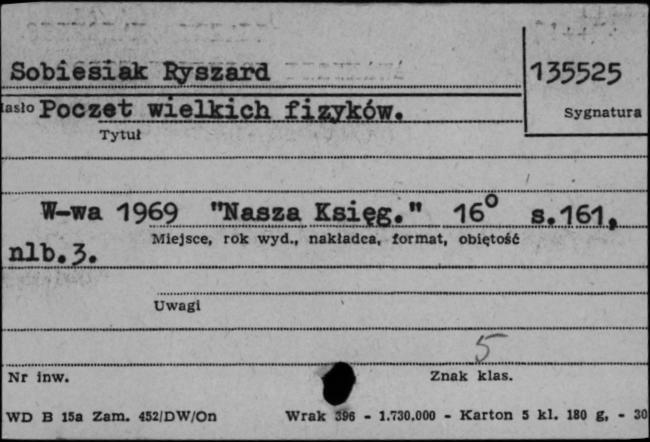 Sobiesiak Ryszard
135525
Hasło Poczet wielkich fizyków.
Sygnatura
Tytuł
W-wa 1969 "Nasza Księg." 16° s.161,
Miejsce, rok wyd., nakładca, format, obiętość
nlb.3.
Uwagi
5
Nr inw.
Znak klas.
WD B 15a Zam. 452/DW/On Wrak 396 - 1.730.000 - Karton 5 kl. 180 g, - 30